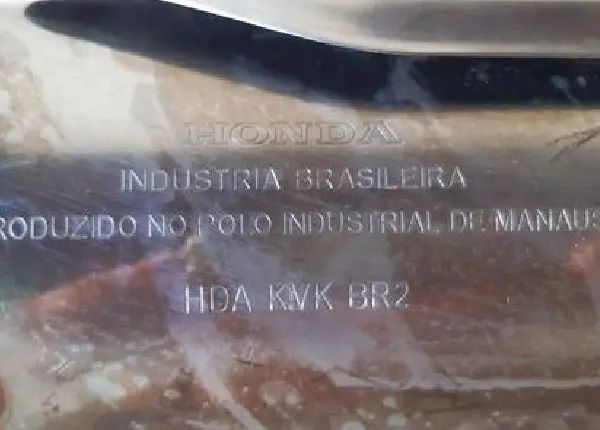 HONDA
INDUSTRIA BRASILEIRA
RODUZIDO NO POLO INDUSTRIAL DE MANAUS
HDA KVK BR2